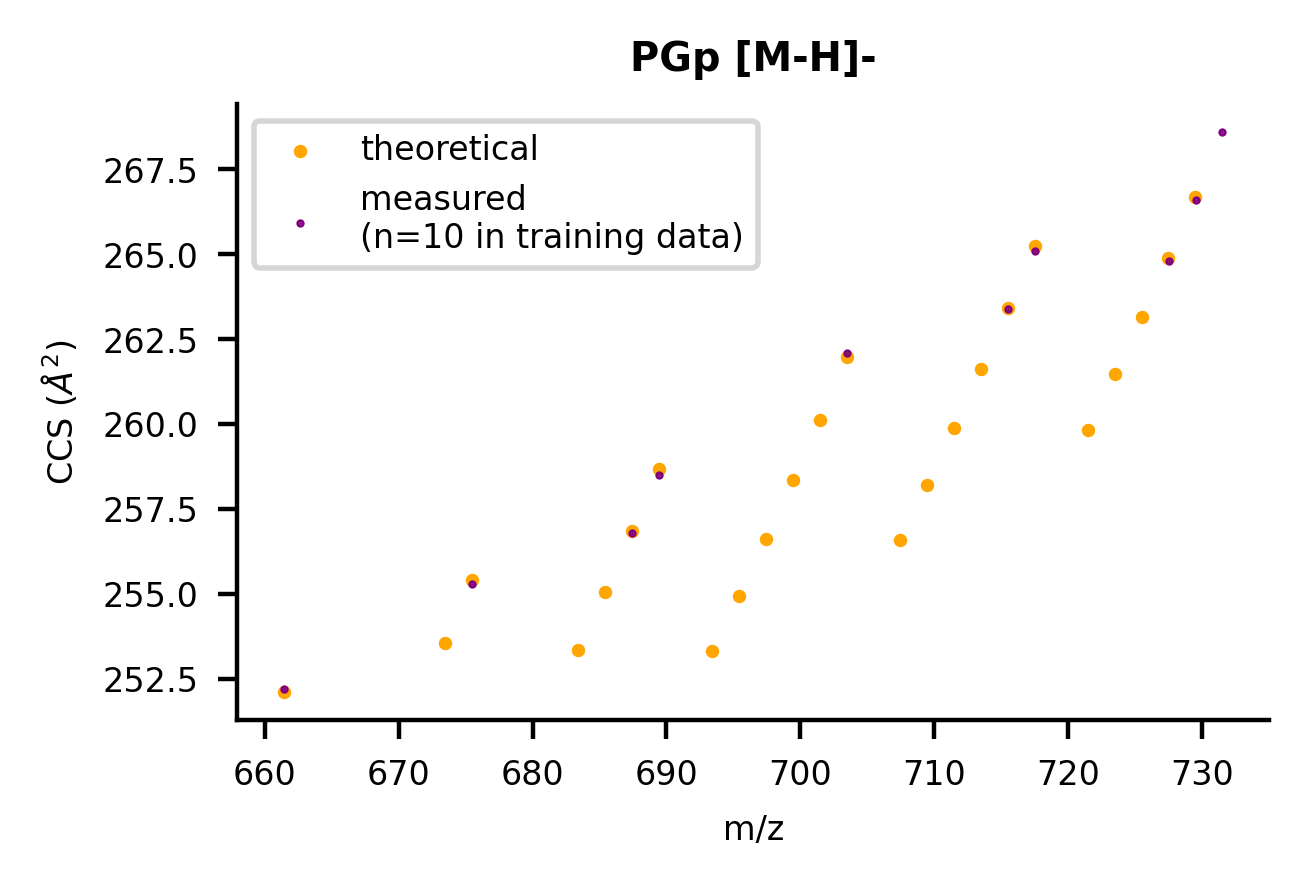 PGp [M-H]-
theoretical
measured
(n=10 in training data)
267.5
265.0
262.5
260.0
257.5
255.0
252.5
CCS (Å²)
660 670 680 690 700 710 720 730
m/z